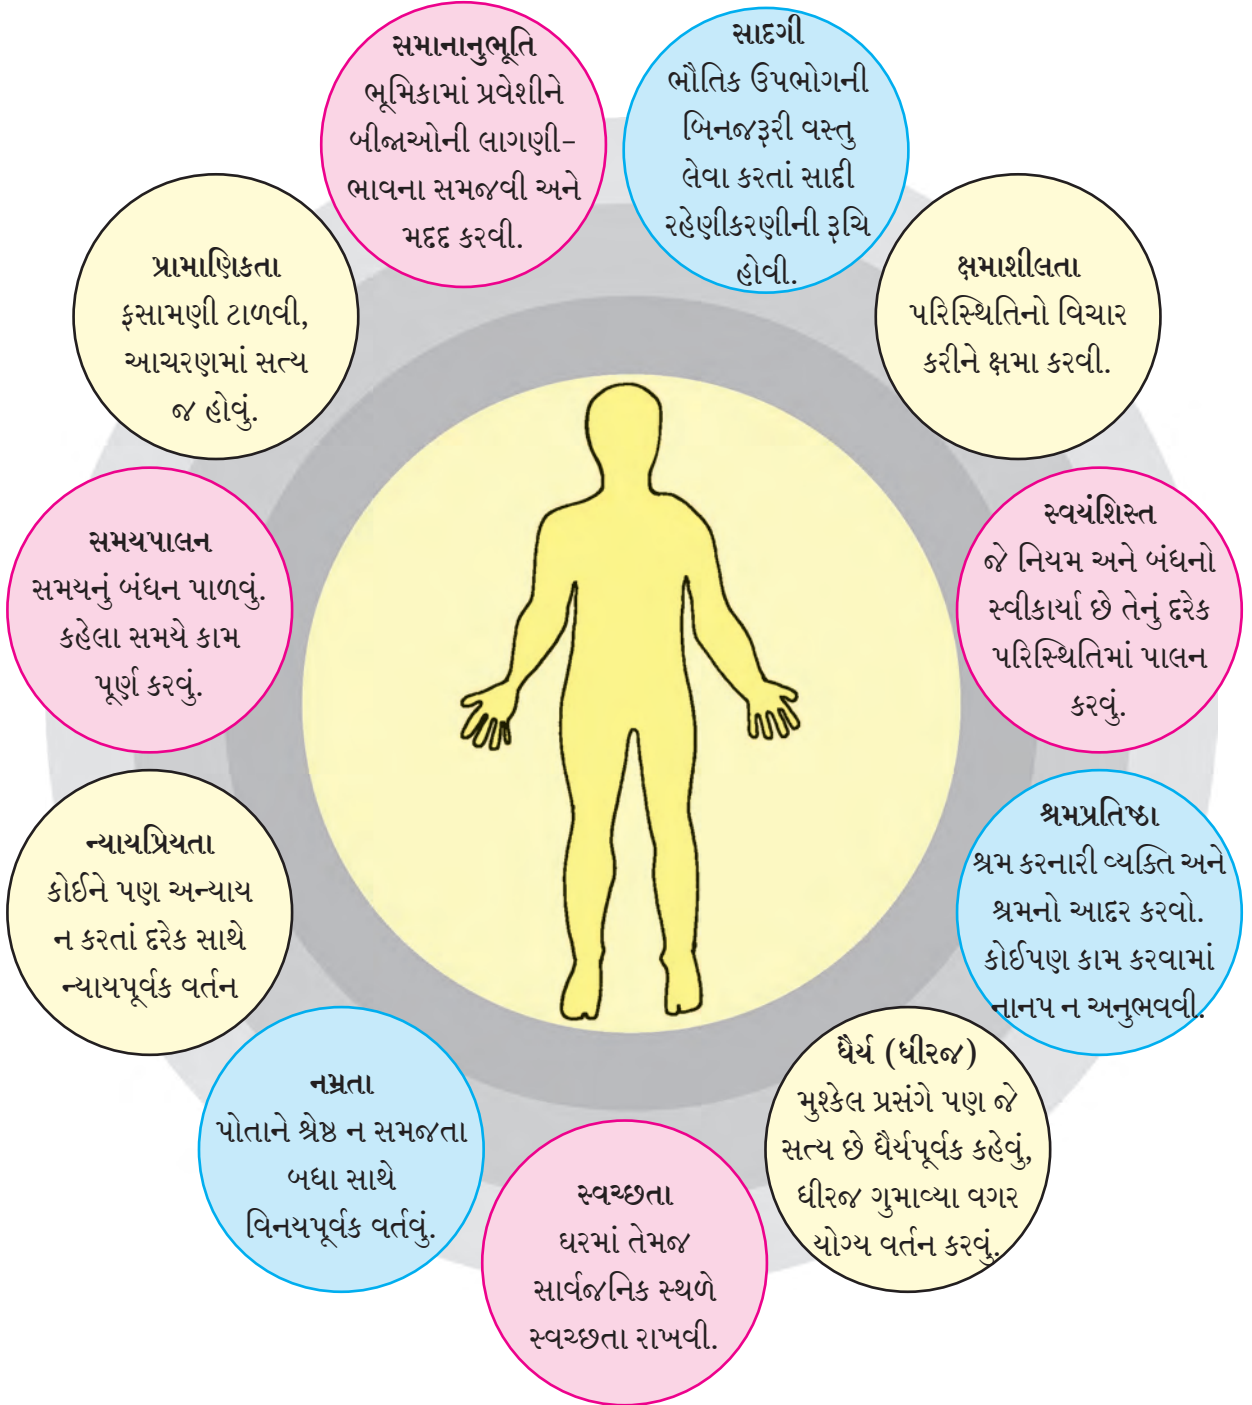 સમાનાનુભૂતિ
ભૂમિકામાં પ્રવેશીને
બીજાઓની લાગણી-
ભાવના સમજવી અને
મદદ કરવી.
સાદગી
ભૌતિક ઉપભોગની
બિનજરૂરી વસ્તુ
લેવા કરતાં સાદી
રહેણીકરણીની રૂચિ
હોવી.
ક્ષમાશીલતા
પરિસ્થિતિનો વિચાર
કરીને ક્ષમા કરવી.
સ્વયંશિસ્ત
જે નિયમ અને બંધનો
સ્વીકાર્યા છે તેનું દરેક
પરિસ્થિતિમાં પાલન
કરવું.
શ્રમપ્રતિષ્ઠા
શ્રમ કરનારી વ્યક્તિ અને
શ્રમનો આદર કરવો.
કોઈપણ કામ કરવામાં
નાનપ ન અનુભવવી.
ધૈર્ય (ધીરજ)
મુશ્કેલ પ્રસંગે પણ જે
સત્ય છે ધૈર્યપૂર્વક કહેવું,
ધીરજ ગુમાવ્યા વગર
યોગ્ય વર્તન કરવું.
સ્વચ્છતા
ઘરમાં તેમજ
સાર્વજનિક સ્થળે
સ્વચ્છતા રાખવી.
નમ્રતા
પોતાને શ્રેષ્ઠ ન સમજતા
બધા સાથે
વિનયપૂર્વક વર્તવું.
ન્યાયપ્રિયતા
કોઈને પણ અન્યાય
ન કરતાં દરેક સાથે
ન્યાયપૂર્વક વર્તન
સમયપાલન
સમયનું બંધન પાળવું.
કહેલા સમયે કામ
પૂર્ણ કરવું.
પ્રામાણિકતા
ફસામણી ટાળવી,
આચરણમાં સત્ય
જ હોવું.